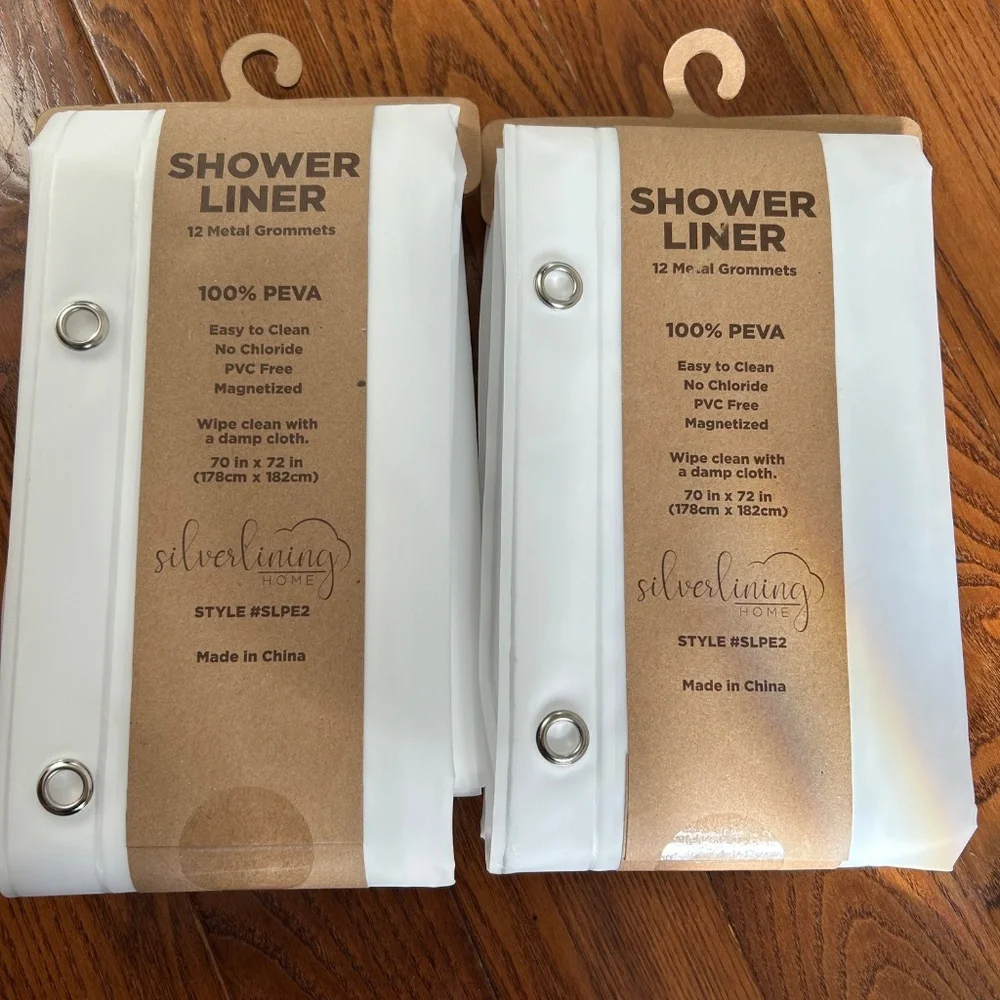 SHOWER
LINER
12 Metal Grommets
100% PEVA
Easy to Clean
No Chloride
PVC Free
Magnetized
Wipe clean with
a damp cloth.
70 in x 72 in
(178cm x 182cm)
silverlining
HOME
STYLE #SLPE2
Made in China
SHOWER
LINER
12 Metal Grommets
100% PEVA
Easy to Clean
No Chloride
PVC Free
Magnetized
Wipe clean with
a damp cloth.
70 in x 72 in
(178cm x 182cm)
silverlining
HOME
STYLE #SLPE2
Made in China